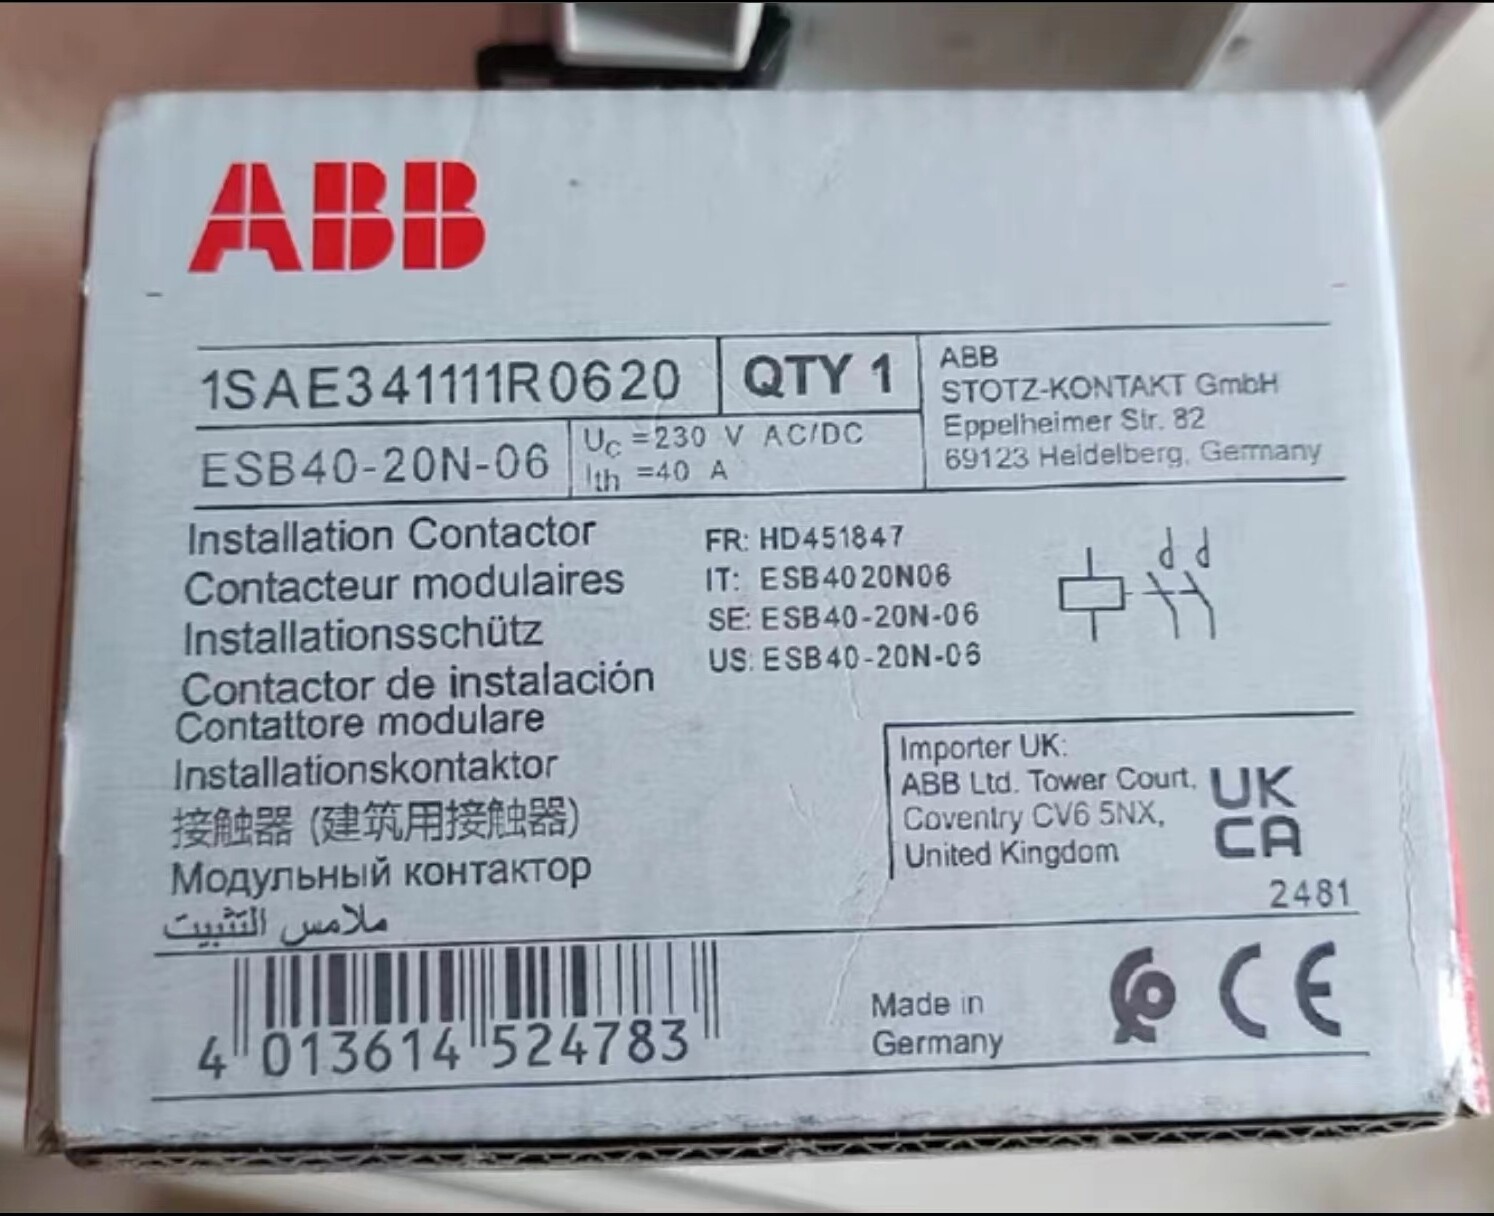 ABB
1SAE341111R0620
QTY 1
ABB
STOTZ-KONTAKT GmbH
Eppelheimer Str. 82
69123 Heidelberg, Germany
ESB40-20N-06
Uc =230 V AC/DC
Ith =40 A
Installation Contactor
Contacteur modulaires
Installationsschütz
Contactor de instalación
Contattore modulare
Installationskontaktor
接触器 (建筑用接触器)
Модульный контактор
ملامس التثبيت
FR: HD451847
IT: ESB4020N06
SE: ESB40-20N-06
US: ESB40-20N-06
Importer UK:
ABB Ltd. Tower Court,
Coventry CV6 5NX,
United Kingdom
UK
CA
2481
4 013614 524783
Made in
Germany
CE